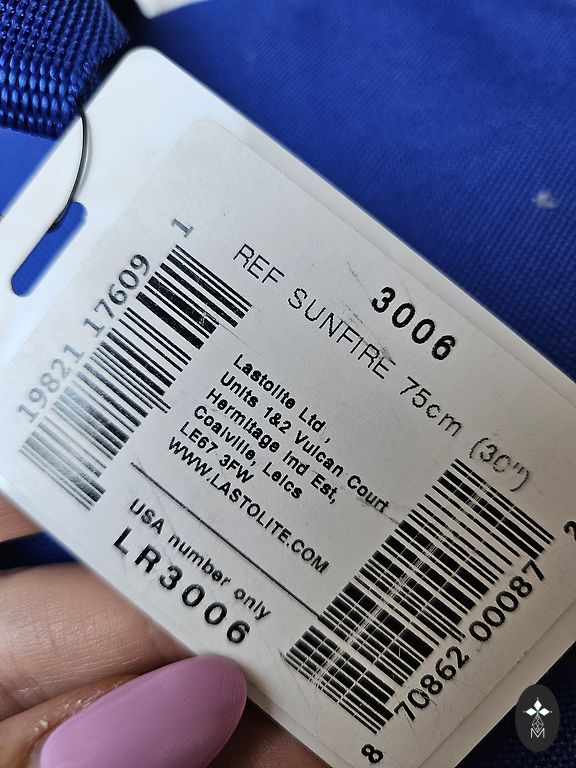 3006
REF SUNFIRE 75cm (30")
Lastolite Ltd,
Units 1&2 Vulcan Court
Hermitage Ind Est,
Coalville, Leics
LE67 3FW
WWW.LASTOLITE.COM
USA number only
LR3006
19821 17609 1
8 70862 00087 2
M